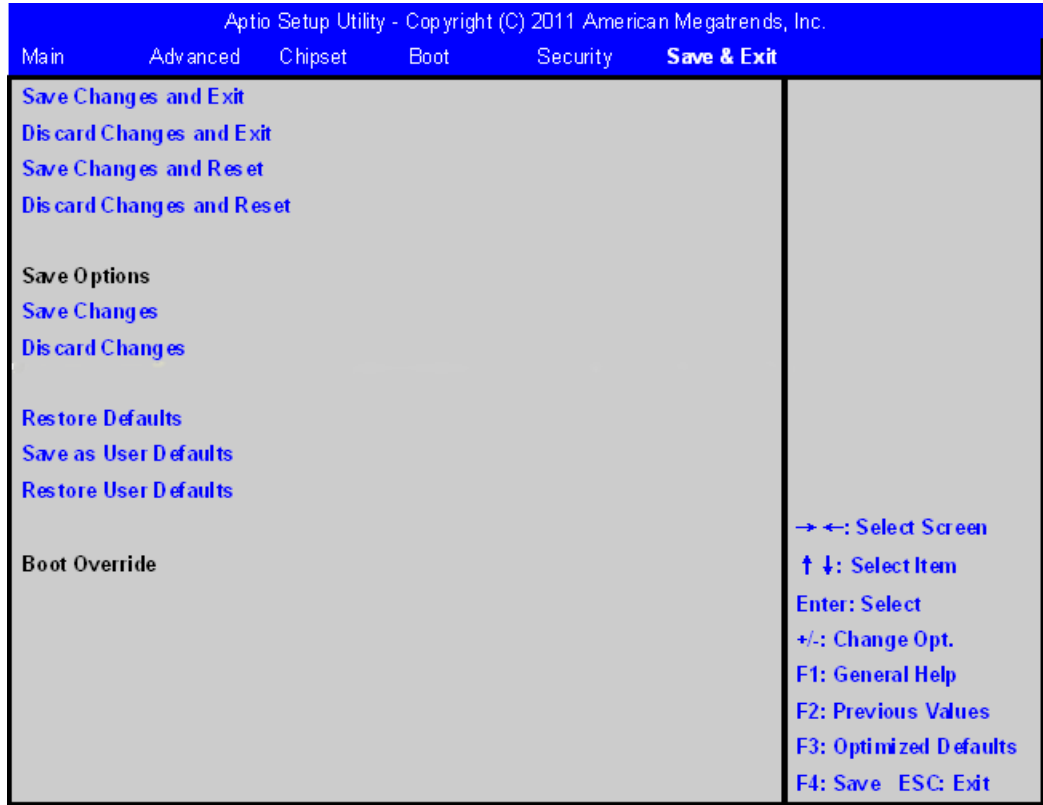 Aptio Setup Utility - Copyright (C) 2011 American Megatrends, Inc.
Main Advanced Chipset Boot Security Save & Exit
Save Changes and Exit
Discard Changes and Exit
Save Changes and Reset
Discard Changes and Reset
Save Options
Save Changes
Discard Changes
Restore Defaults
Save as User Defaults
Restore User Defaults
Boot Override
→ ←: Select Screen
↑ ↓: Select Item
Enter: Select
+/-: Change Opt.
F1: General Help
F2: Previous Values
F3: Optimized Defaults
F4: Save ESC: Exit